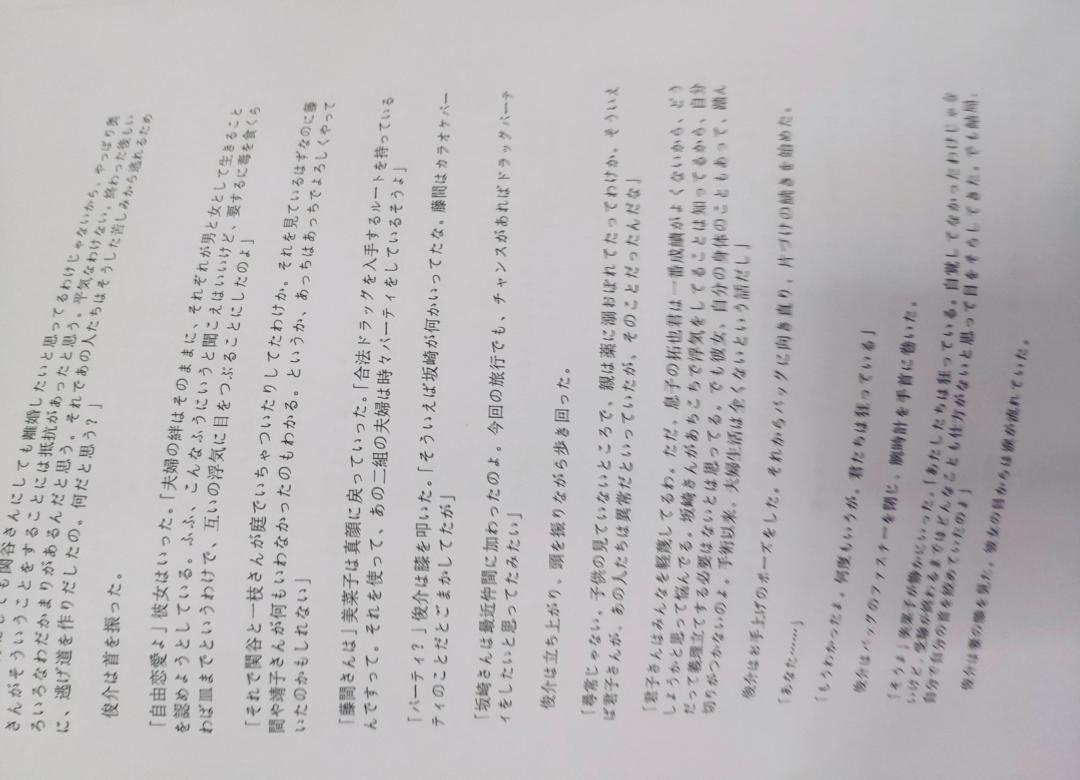 さんがそういうことをすることには抵抗があったと思う。平気なわけない。終わった後もい
ろいろなわだかまりがあるんだと思う。それであの人たちはそうした苦しみから逃れるため
に、逃げ道を作りだしたの。何だと思う？」
俊介は首を振った。
「自由恋愛よ」彼女はいった。「夫婦の絆はそのままに、それぞれが男と女として生きること
を認めようとしている。ふふ、こんなふうにいうと聞こえはいいけど、要するに毒を食くら
わば皿までというわけで、互いの浮気に目をつぶることにしたのよ」
「それで関谷と一枝さんが庭でいちゃついたりしてたわけか。それを見ているはずなのに藤
間や靖子さんが何もいわなかったのもわかる。というか、あっちはあっちでよろしくやって
いたのかもしれない」
「藤間さんは」美菜子は真顔に戻っていった。「合法ドラッグを入手するルートを持っている
んですって。それを使って、あの二組の夫婦は時々パーティをしているそうよ」
「パーティ？」俊介は膝を叩いた。「そういえば坂崎が何かいってたな。藤間はカラオケパー
ティのことだとごまかしてたが」
「坂崎さんは最近仲間に加わったのよ。今回の旅行でも、チャンスがあればドラッグパーテ
ィをしたいと思ってたみたい」
俊介は立ち上がり、頭を振りながら歩き回った。
「尋常じゃない。子供の見ていないところで、親は薬に溺おぼれてたってわけか。そういえ
ば君子さんが、あの人たちは異常だといっていたが、そのことだったんだな」
「君子さんはみんなを軽蔑してるわ。ただ、息子の拓也君は一番成績がよくないから、どう
しようかと思って悩んでる。坂崎さんがあちこちで浮気をしてることは知ってるから、自分
だって義理立てする必要はないとは思ってる。でも彼女、自分の身体のこともあって、踏ん
切りがつかないのよ。手術以来、夫婦生活は全くないという話だし」
俊介はお手上げのポーズをした。それからバッグに向き直り、片づけの続きを始めた。
「あなた……」
「もうわかったよ。何度もいうが、君たちは狂っている」
俊介はバッグのファスナーを閉じ、腕時計を手首に巻いた。
「そうよ」美菜子が静かにいった。「あたしたちは狂っている。自覚してなかったわけじゃな
いけど、受験が終わるまではどんなことも仕方がないと思って目をそらしてきた。でも結局、
自分で自分の首を絞めていたのよ」
俊介は妻の顔を見た。彼女の目からは涙が流れていた。